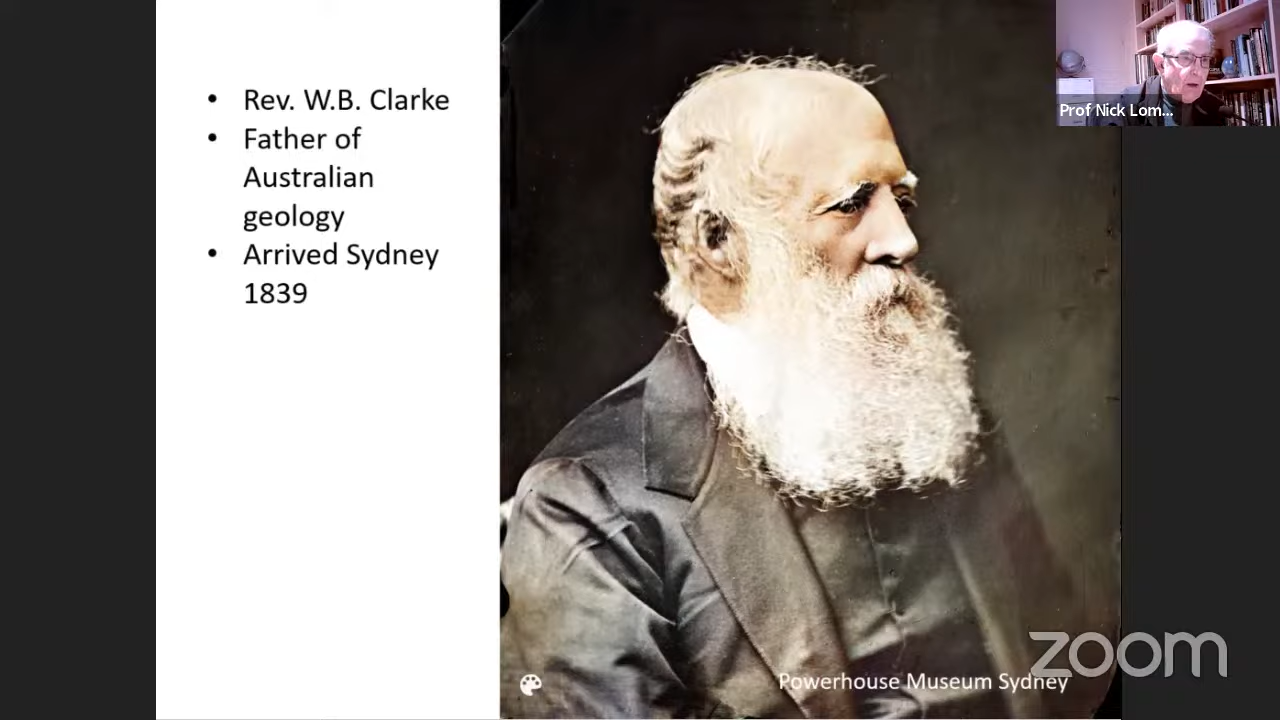 • Rev. W.B. Clarke
• Father of
Australian
geology
• Arrived Sydney
1839
Prof Nick Lom...
Powerhouse Museum Sydney
zoom